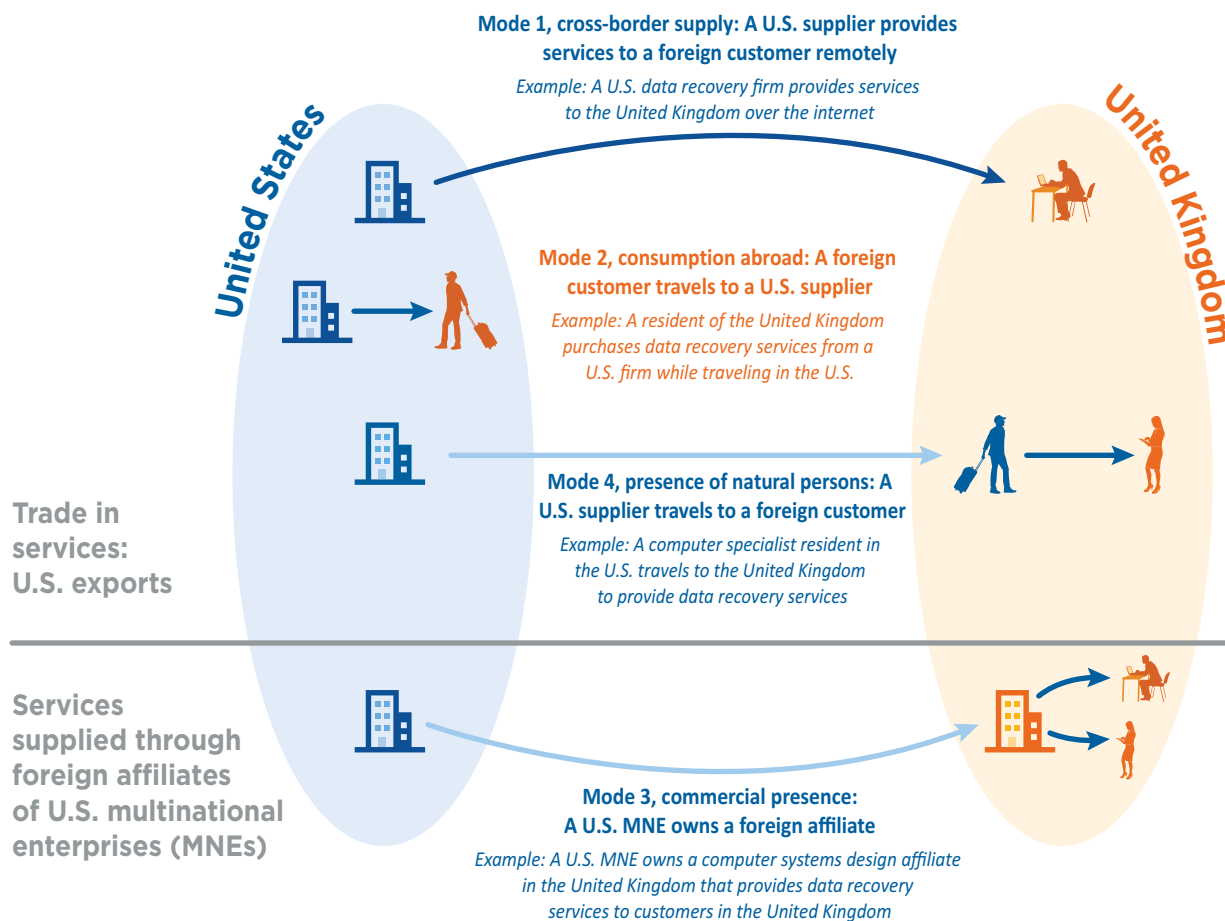 Mode 1, cross-border supply: A U.S. supplier provides
services to a foreign customer remotely
Example: A U.S. data recovery firm provides services
to the United Kingdom over the internet
United States
United Kingdom
Mode 2, consumption abroad: A foreign
customer travels to a U.S. supplier
Example: A resident of the United Kingdom
purchases data recovery services from a
U.S. firm while traveling in the U.S.
Mode 4, presence of natural persons: A
U.S. supplier travels to a foreign customer
Example: A computer specialist resident in
the U.S. travels to the United Kingdom
to provide data recovery services
Trade in
services:
U.S. exports
Services
supplied through
foreign affiliates
of U.S. multinational
enterprises (MNEs)
Mode 3, commercial presence:
A U.S. MNE owns a foreign affiliate
Example: A U.S. MNE owns a computer systems design affiliate
in the United Kingdom that provides data recovery
services to customers in the United Kingdom